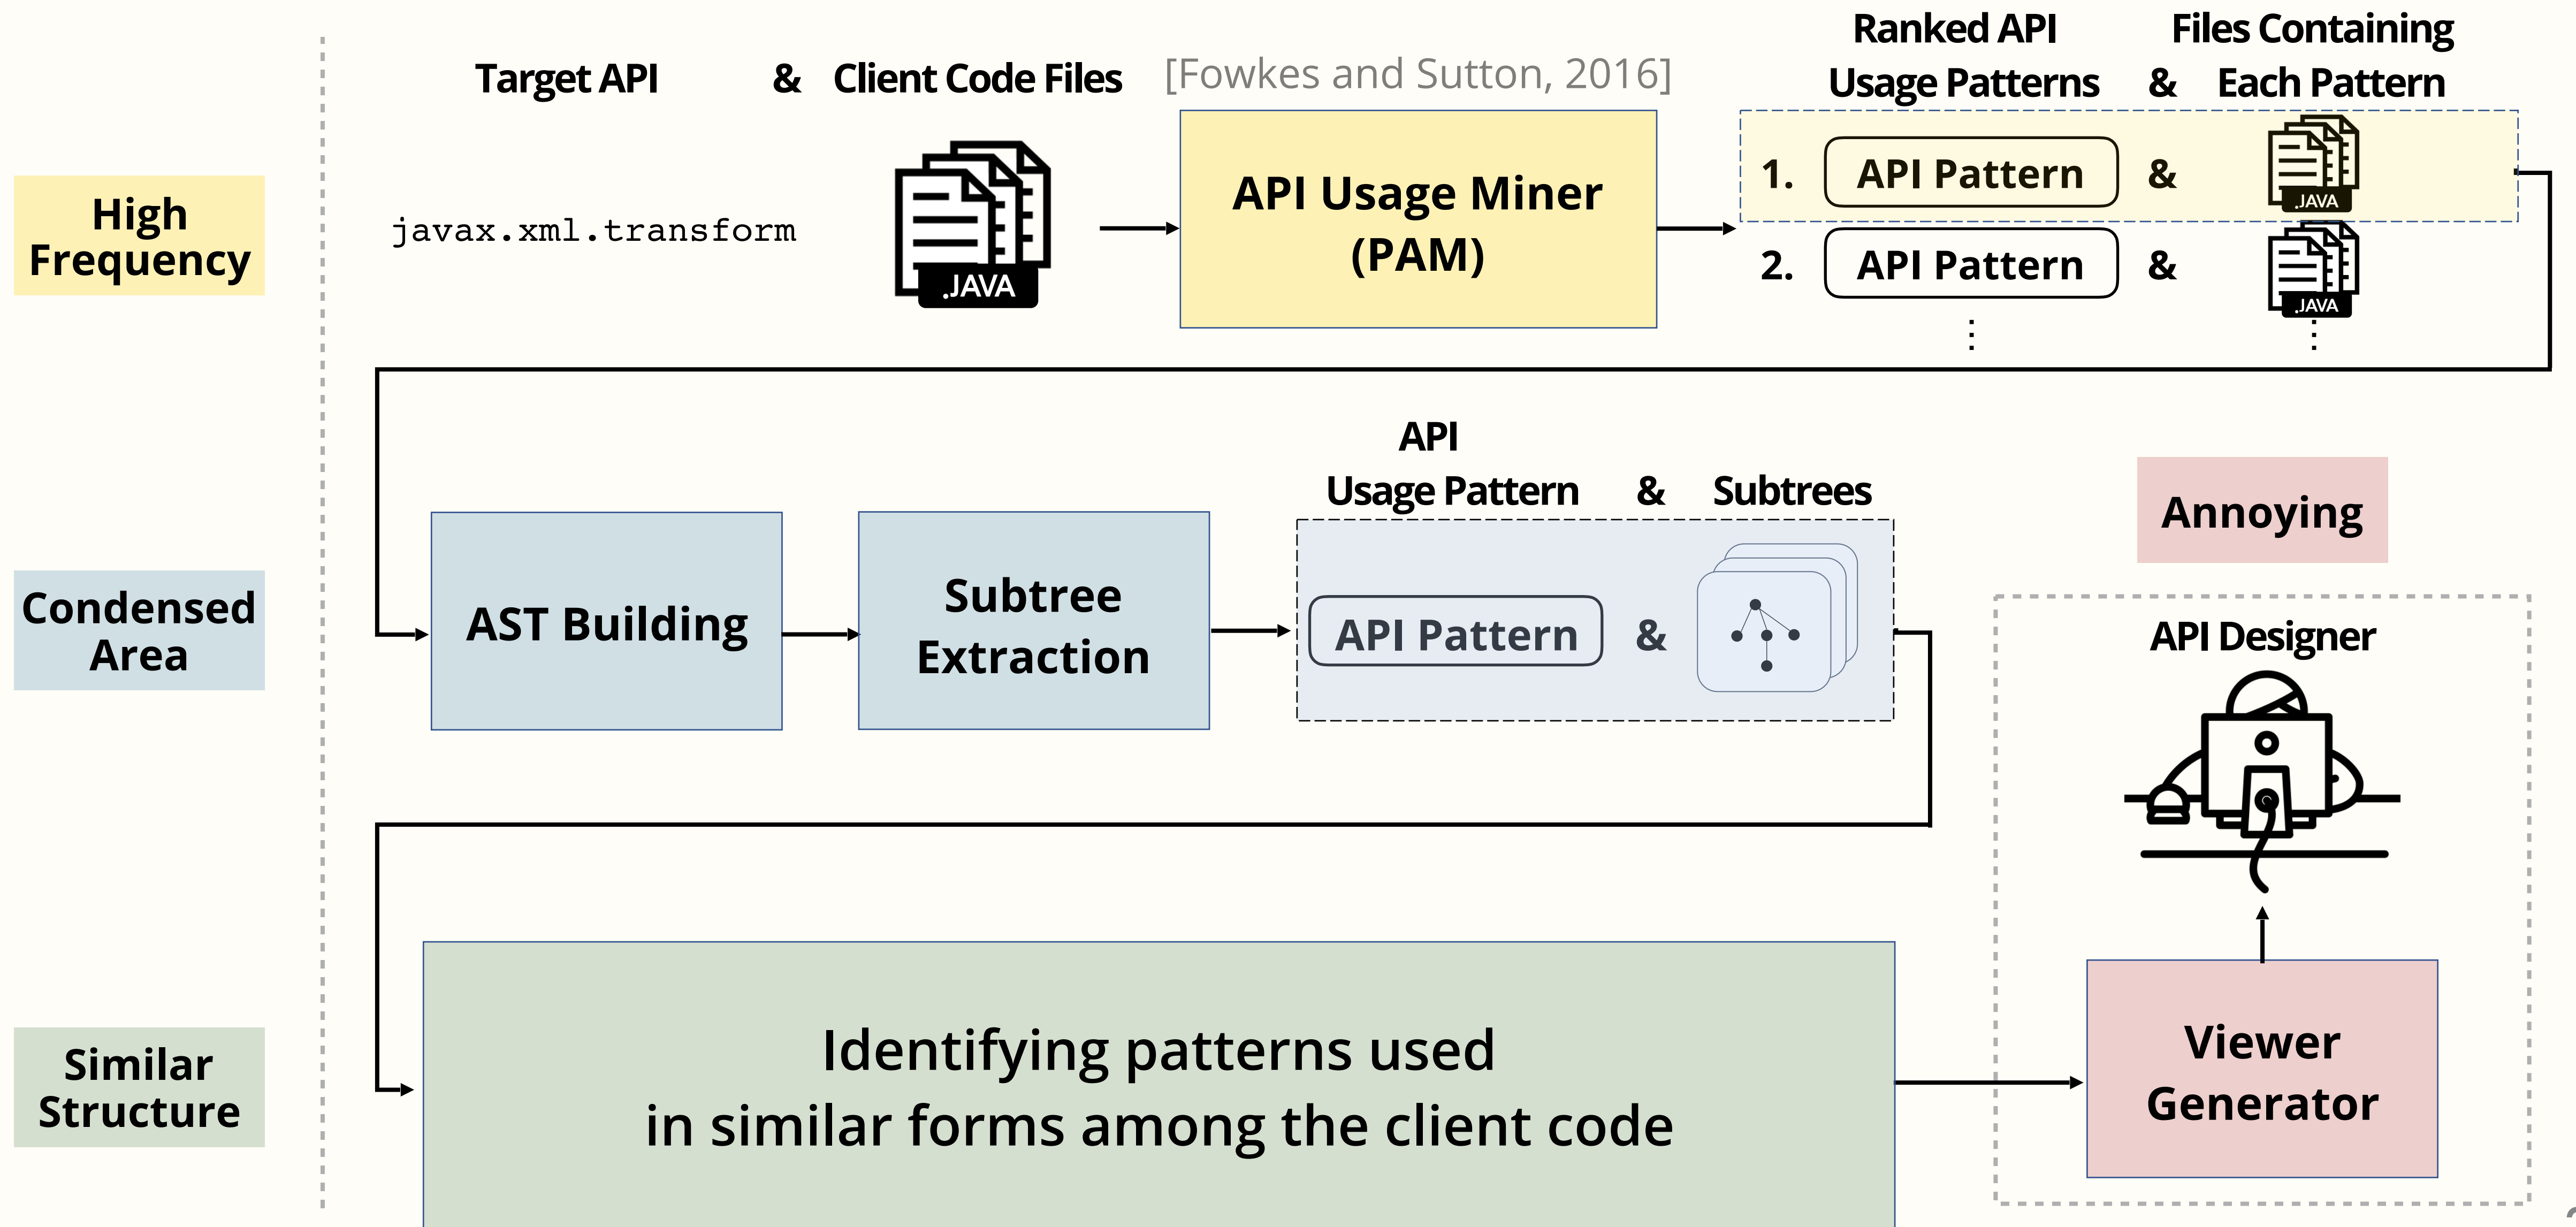 Target API & Client Code Files
[Fowkes and Sutton, 2016]
Ranked API
Usage Patterns
&
Files Containing
Each Pattern
High
Frequency
javax.xml.transform
.JAVA
API Usage Miner
(PAM)
1. API Pattern &
.JAVA
2. API Pattern &
.JAVA
Condensed
Area
AST Building
Subtree
Extraction
API
Usage Pattern & Subtrees
API Pattern &
Annoying
API Designer
Similar
Structure
Identifying patterns used
in similar forms among the client code
Viewer
Generator